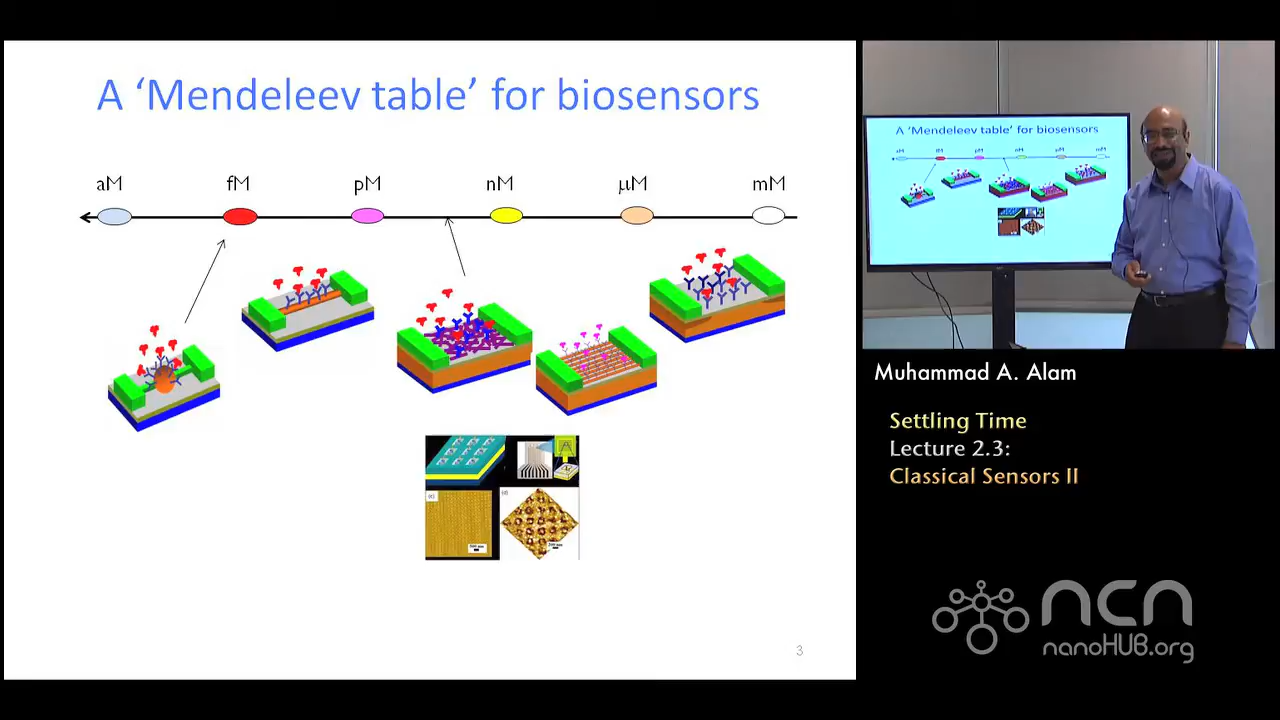 A ‘Mendeleev table’ for biosensors
aM fM pM nM μM mM
(c) (d)
3
A ‘Mendeleev table’ for biosensors
Muhammad A. Alam
Settling Time
Lecture 2.3:
Classical Sensors II
ncn
nanoHUB.org